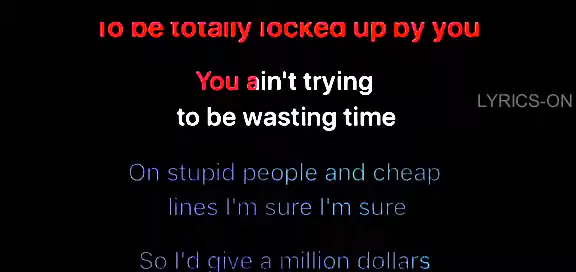 To be totally locked up by you
You ain't trying
to be wasting time
LYRICS-ON
On stupid people and cheap
lines I'm sure I'm sure
So I'd give a million dollars